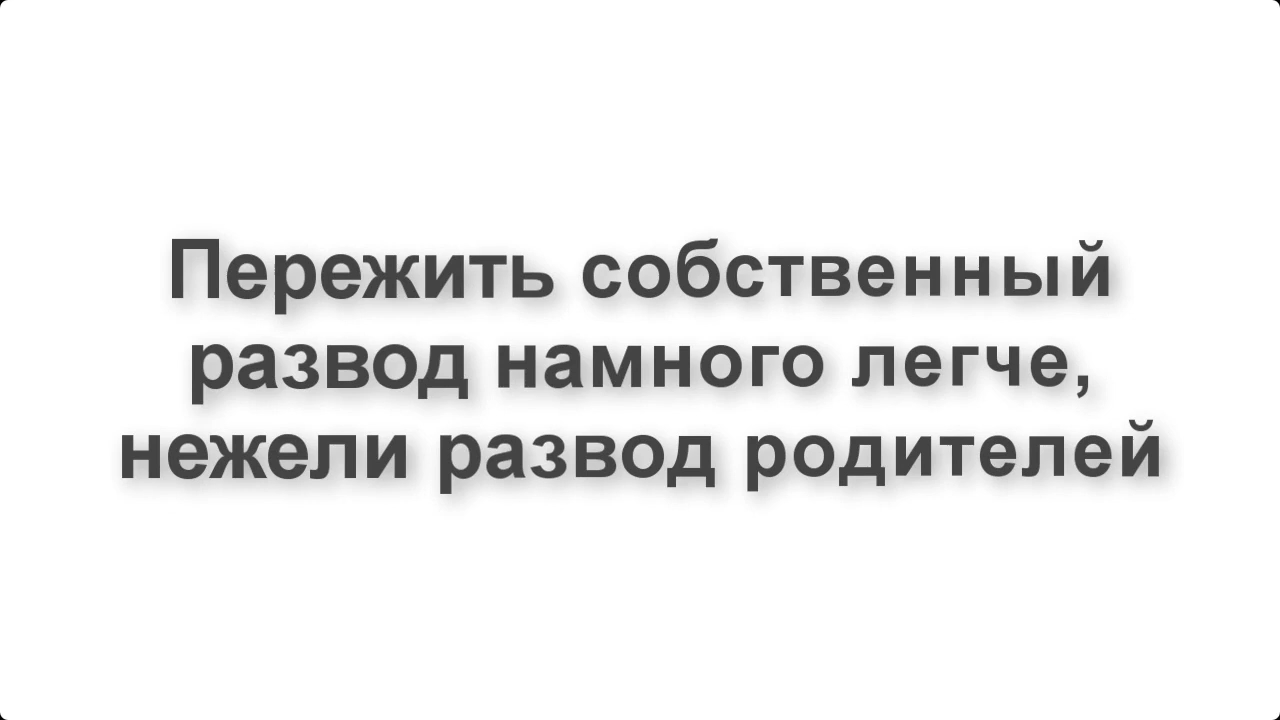 Пережить собственный
развод намного легче,
нежели развод родителей